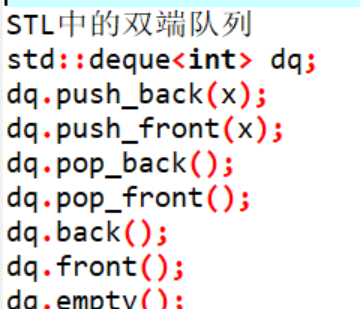 STL中的双端队列
std::deque<int> dq;
dq.push_back(x);
dq.push_front(x);
dq.pop_back();
dq.pop_front();
dq.back();
dq.front();
dq.empty();